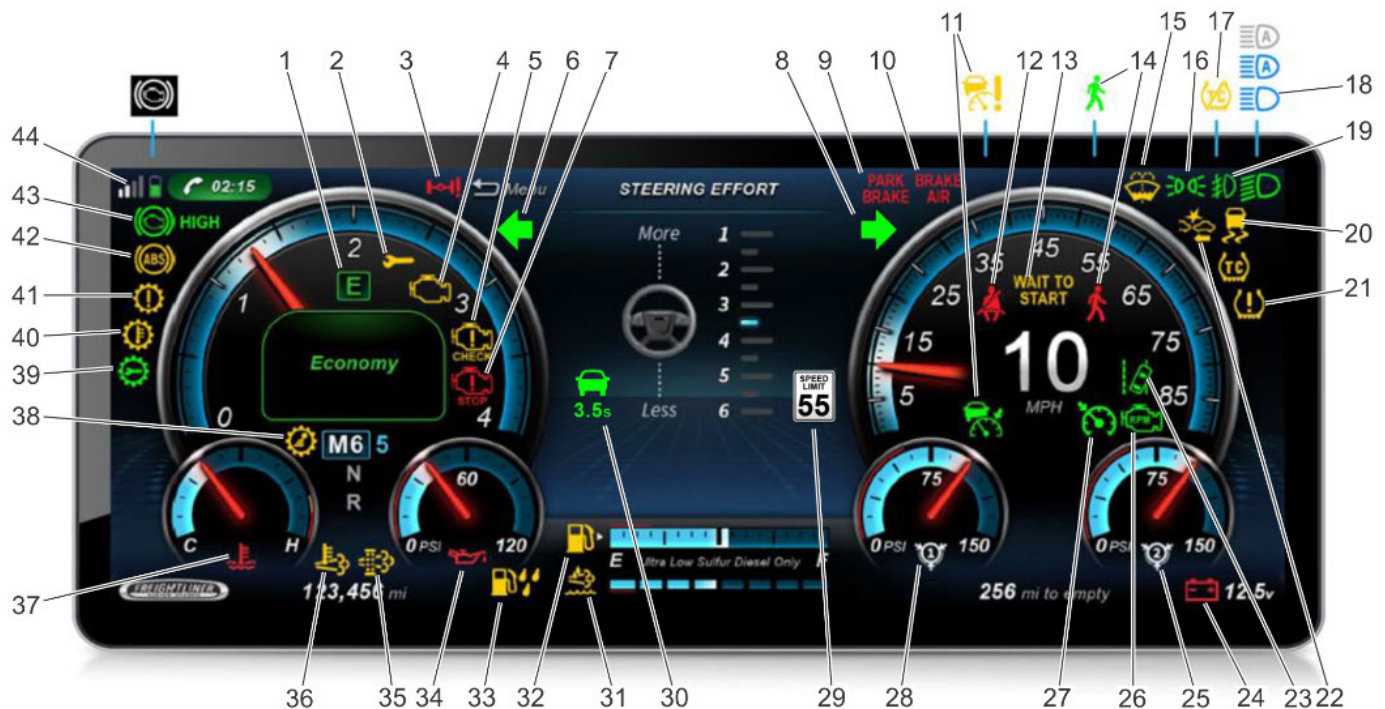 1 2 3 4 5 6 7 8 9 10 11 12 13 14 15 16 17
A
A
18
19
T/C
44
02:15
Menu
STEERING EFFORT
PARK BRAKE
BRAKE AIR
43
HIGH
42
ABS
41
40
39
38
E
Economy
0 1 2 3 4
CHECK
STOP
M6 5
N
R
More
1
2
3
4
5
6
Less
3.5s
SPEED
LIMIT
55
5 15 25 35 45 55 65 75 85
WAIT TO
START
10
MPH
RPM
TC
20
21
C H
0 PSI 60 120
E Ultra Low Sulfur Diesel Only F
0 PSI 75 150
1
0 PSI 75 150
2
37
FREIGHTLINER
123,456 mi
256 mi to empty
12.5v
36 35 34 33 32 31 30 29 28 27 26 25 24 23 22